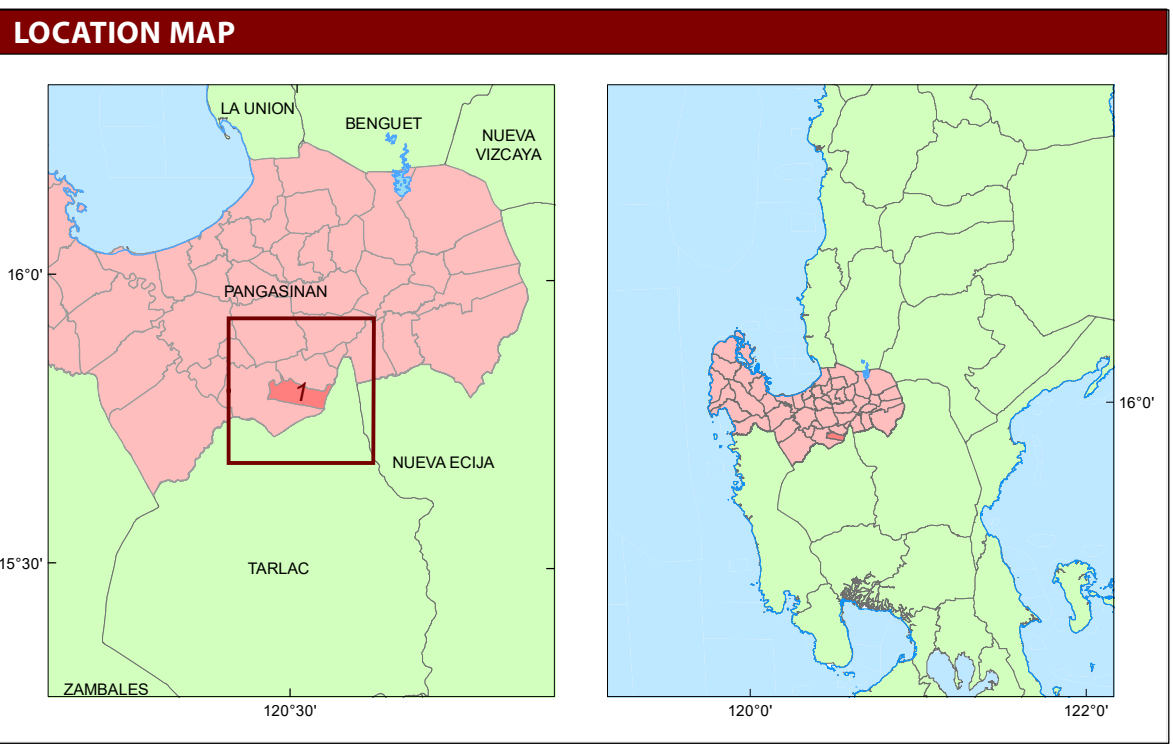 LOCATION MAP
LA UNION
BENGUET
NUEVA
VIZCAYA
16°0'
PANGASINAN
1
NUEVA ECIJA
15°30'
TARLAC
ZAMBALES
120°30'
16°0'
120°0'
122°0'